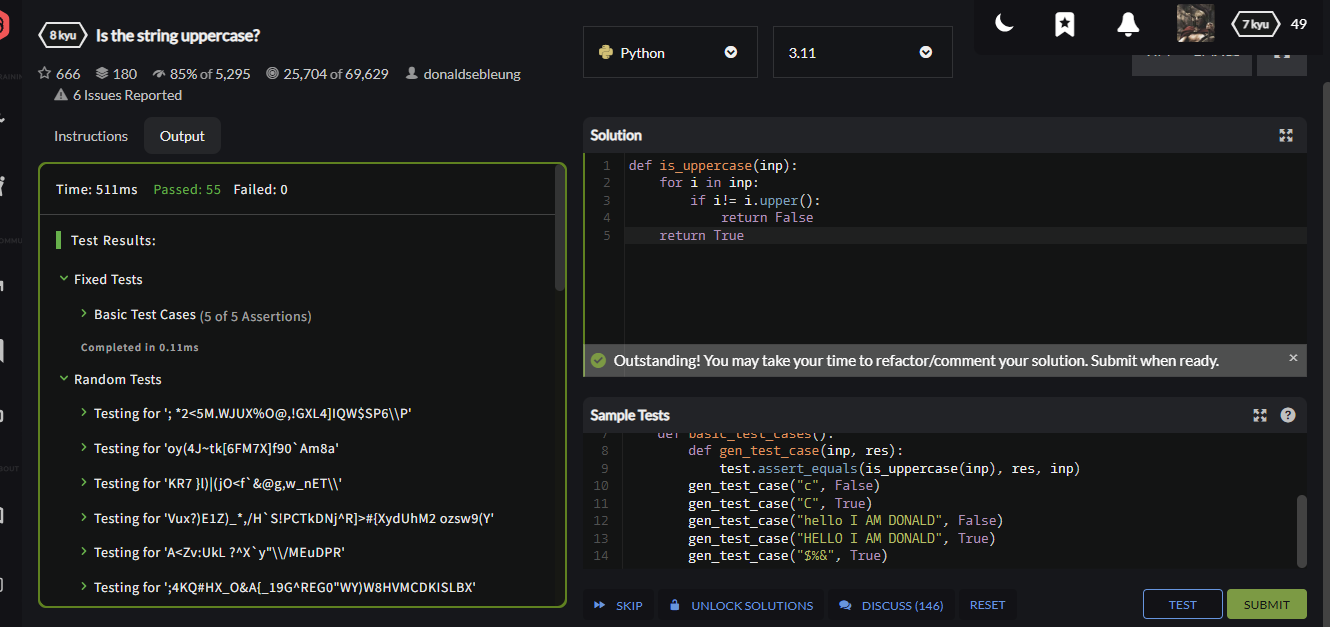 8 kyu Is the string uppercase?
666 180 85% of 5,295 25,704 of 69,629 donaldsebleung
6 Issues Reported
Python
3.11
7 kyu 49
Instructions Output
Time: 511ms Passed: 55 Failed: 0
Test Results:
Fixed Tests
Basic Test Cases (5 of 5 Assertions)
Completed in 0.11ms
Random Tests
Testing for '; *2<5M.WJUX%O@,!GXL4]IQW$SP6\\P'
Testing for 'oy(4J~tk[6FM7X]f90`Am8a'
Testing for 'KR7 }l)|(jO<f`&@g,w_nET\\'
Testing for 'Vux?)E1Z)_*,/H`S!PCTkDNj^R]>#{XydUhM2 ozsw9(Y'
Testing for 'A<Zv:UkL ?^X`y"\\/MEuDPR'
Testing for ';4KQ#HX_O&A{_19G^REG0"WY)W8HVMCDKISLBX'
Solution
1 def is_uppercase(inp):
2 for i in inp:
3 if i!= i.upper():
4 return False
5 return True
Outstanding! You may take your time to refactor/comment your solution. Submit when ready. ×
Sample Tests ?
7 def basic_test_cases():
8 def gen_test_case(inp, res):
9 test.assert_equals(is_uppercase(inp), res, inp)
10 gen_test_case("c", False)
11 gen_test_case("C", True)
12 gen_test_case("hello I AM DONALD", False)
13 gen_test_case("HELLO I AM DONALD", True)
14 gen_test_case("$%&", True)
SKIP UNLOCK SOLUTIONS DISCUSS (146) RESET TEST SUBMIT